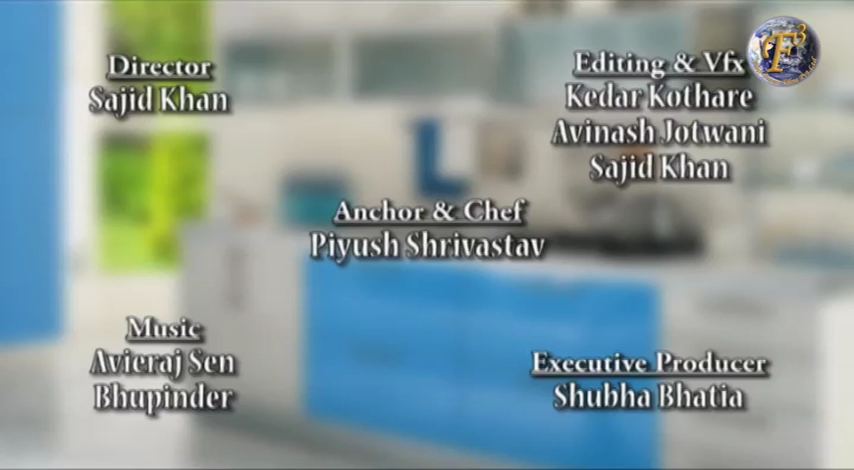 Director
Sajid Khan
Editing & Vfx
Kedar Kothare
Avinash Jotwani
Sajid Khan
Anchor & Chef
Piyush Shrivastav
Music
Avieraj Sen
Bhupinder
Executive Producer
Shubha Bhatia
F3